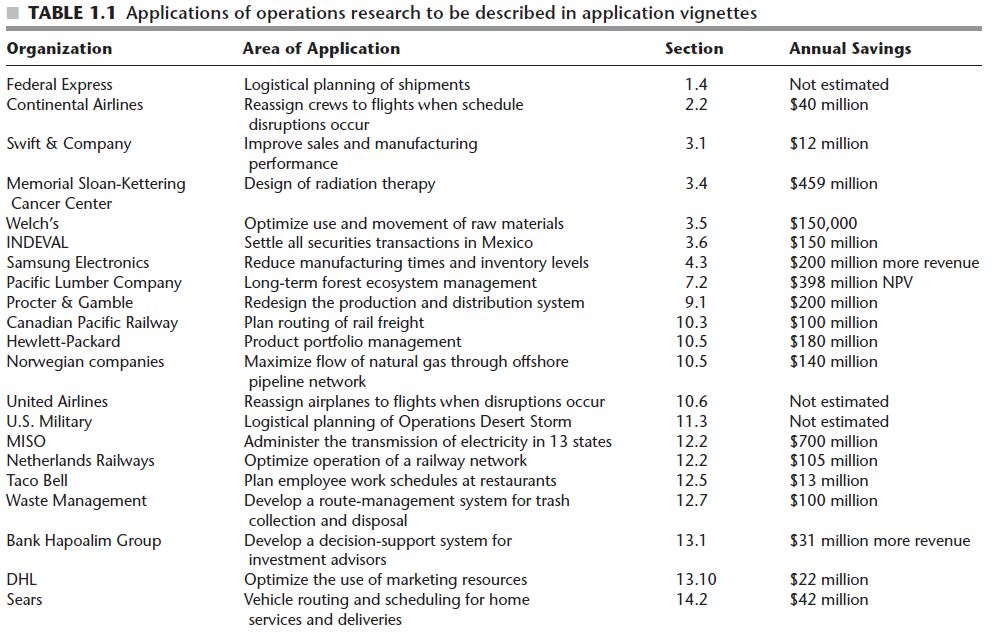 TABLE 1.1 Applications of operations research to be described in application vignettes
Organization Area of Application Section Annual Savings
Federal Express Logistical planning of shipments 1.4 Not estimated
Continental Airlines Reassign crews to flights when schedule 2.2 $40 million
disruptions occur
Swift & Company Improve sales and manufacturing 3.1 $12 million
performance
Memorial Sloan-Kettering Design of radiation therapy 3.4 $459 million
Cancer Center
Welch’s Optimize use and movement of raw materials 3.5 $150,000
INDEVAL Settle all securities transactions in Mexico 3.6 $150 million
Samsung Electronics Reduce manufacturing times and inventory levels 4.3 $200 million more revenue
Pacific Lumber Company Long-term forest ecosystem management 7.2 $398 million NPV
Procter & Gamble Redesign the production and distribution system 9.1 $200 million
Canadian Pacific Railway Plan routing of rail freight 10.3 $100 million
Hewlett-Packard Product portfolio management 10.5 $180 million
Norwegian companies Maximize flow of natural gas through offshore 10.5 $140 million
pipeline network
United Airlines Reassign airplanes to flights when disruptions occur 10.6 Not estimated
U.S. Military Logistical planning of Operations Desert Storm 11.3 Not estimated
MISO Administer the transmission of electricity in 13 states 12.2 $700 million
Netherlands Railways Optimize operation of a railway network 12.2 $105 million
Taco Bell Plan employee work schedules at restaurants 12.5 $13 million
Waste Management Develop a route-management system for trash 12.7 $100 million
collection and disposal
Bank Hapoalim Group Develop a decision-support system for 13.1 $31 million more revenue
investment advisors
DHL Optimize the use of marketing resources 13.10 $22 million
Sears Vehicle routing and scheduling for home 14.2 $42 million
services and deliveries